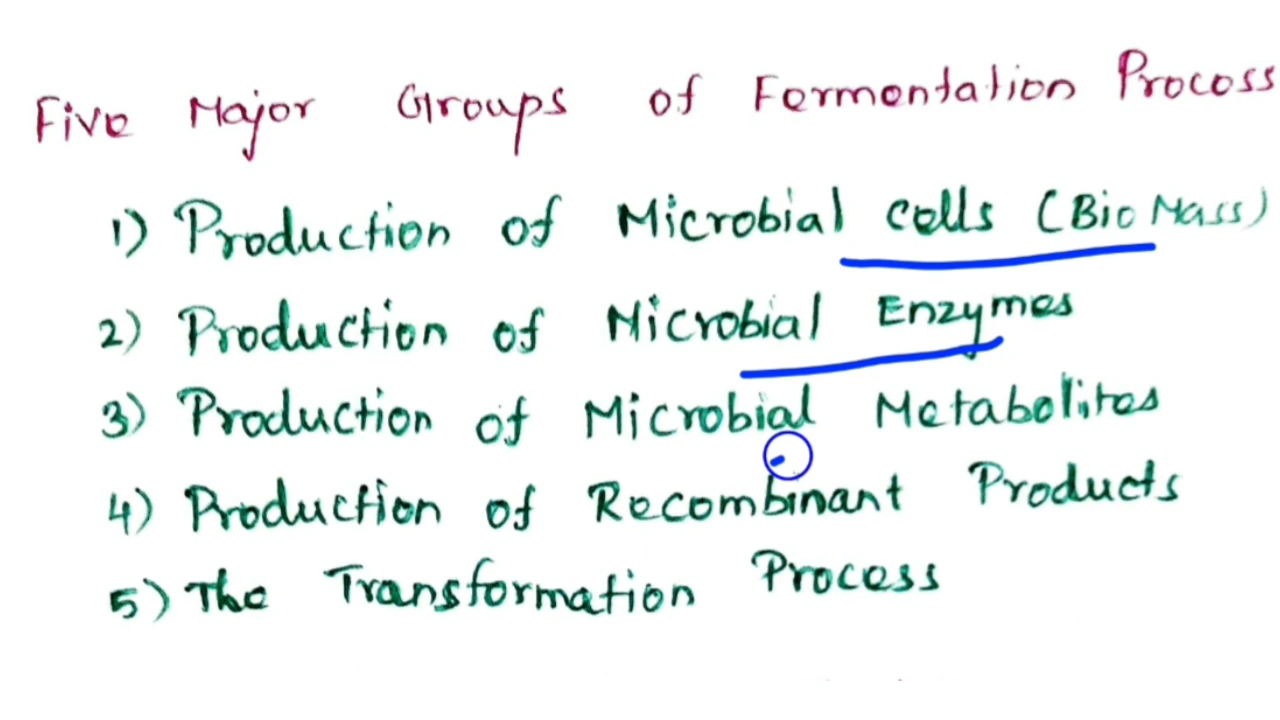 Five Major Groups of Fermentation Process
1) Production of Microbial cells (Bio Mass)
2) Production of Microbial Enzymes
3) Production of Microbial Metabolites
4) Production of Recombinant Products
5) The Transformation Process